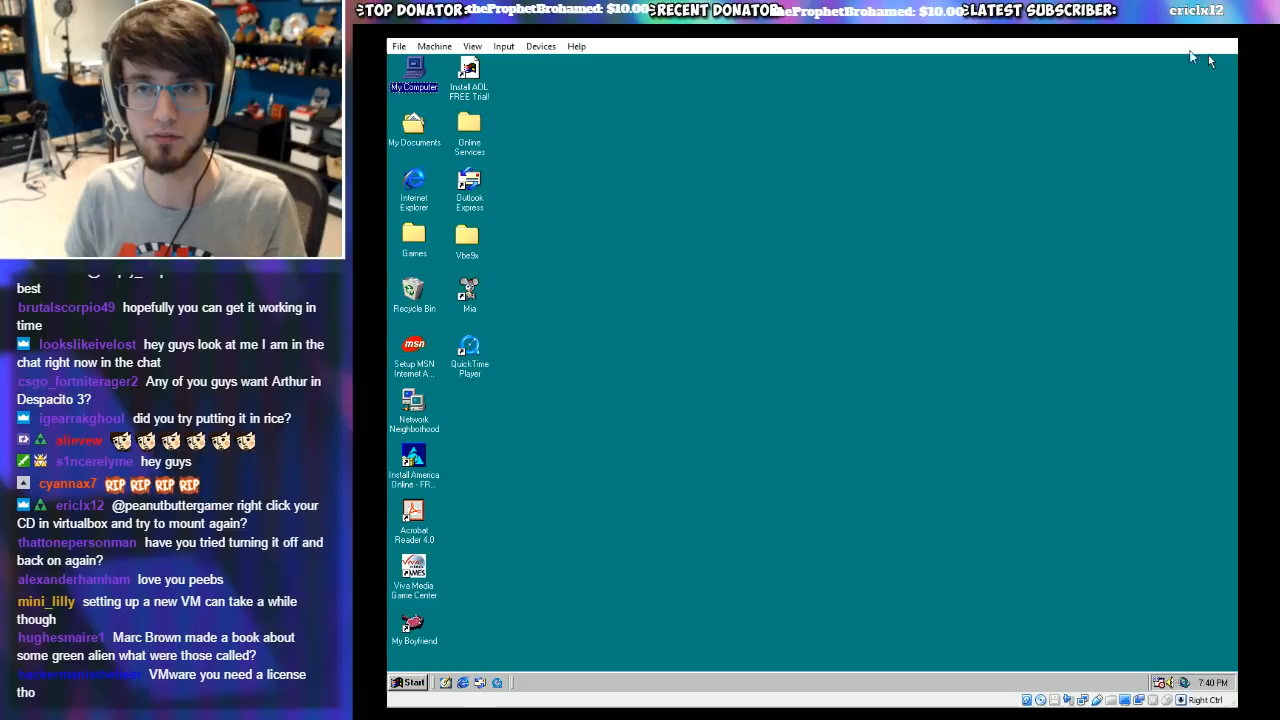 TOP DONATOR: theProphetBrohamed: $10.00 RECENT DONATOR: theProphetBrohamed: $10.00 LATEST SUBSCRIBER: ericlx12
File Machine View Input Devices Help
My Computer
Install AOL
FREE Trial!
My Documents
Online
Services
Internet
Explorer
Outlook
Express
Games
Vbe9x
Recycle Bin
Mia
msn
Setup MSN
Internet A...
QuickTime
Player
Network
Neighborhood
Install America
Online - FR...
Acrobat
Reader 4.0
Viva Media
Game Center
My Boyfriend
Start
7:40 PM
Right Ctrl
best
brutalscorpio49 hopefully you can get it working in
time
lookslikeivelost hey guys look at me I am in the
chat right now in the chat
csgo_fortniterager2 Any of you guys want Arthur in
Despacito 3?
igearrakghoul did you try putting it in rice?
alievew
s1ncerelyme hey guys
cyannax7 RIP RIP RIP RIP
ericlx12 @peanutbuttergamer right click your
CD in virtualbox and try to mount again?
thattonepersonman have you tried turning it off and
back on again?
alexanderhamham love you peebs
mini_lilly setting up a new VM can take a while
though
hughesmaire1 Marc Brown made a book about
some green alien what were those called?
VMware you need a license
tho